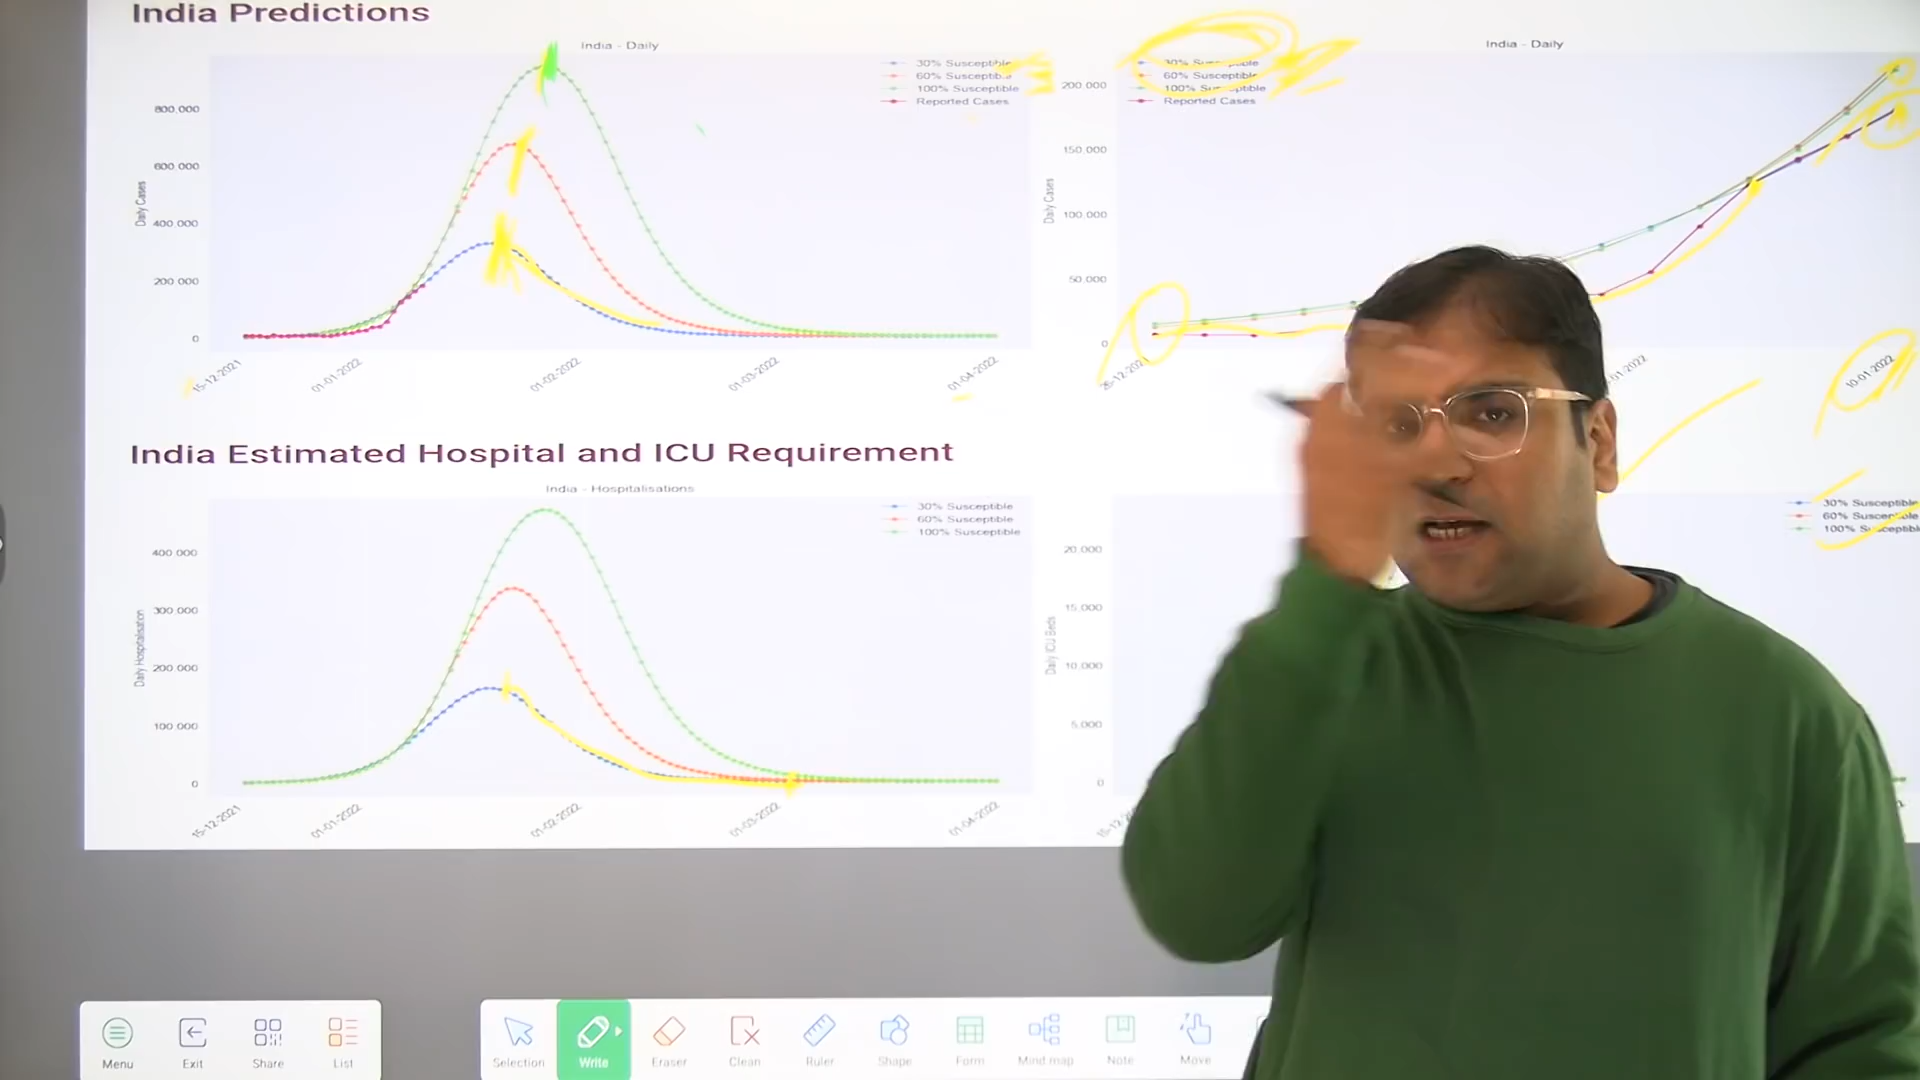 India Predictions
India - Daily
30% Susceptible
60% Susceptible
100% Susceptible
Reported Cases
800,000
600,000
400,000
200,000
0
Daily Cases
15-12-2021
01-01-2022
01-02-2022
01-03-2022
01-04-2022
India - Daily
60% Susceptible
Reported Cases
200,000
150,000
100,000
50,000
0
Daily Cases
10-01-2022
India Estimated Hospital and ICU Requirement
India - Hospitalisations
30% Susceptible
60% Susceptible
100% Susceptible
400,000
300,000
200,000
100,000
0
Daily Hospitalisation
15-12-2021
01-01-2022
01-02-2022
01-03-2022
01-04-2022
30% Susceptible
60% Susceptible
100% Susceptible
20,000
15,000
10,000
5,000
0
Daily ICU Beds
Menu
Exit
Share
List
Selection
Write
Eraser
Clean
Ruler
Shape
Form
Mind map
Note
Move